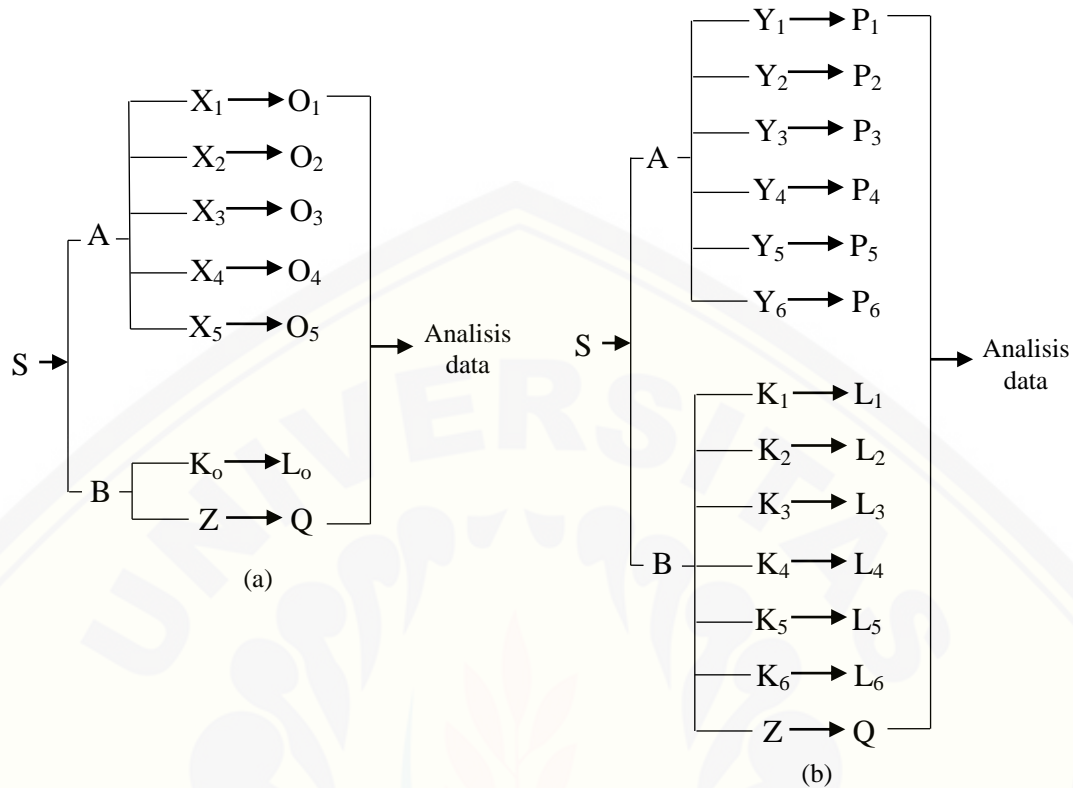 X₁ → O₁
X₂ → O₂
X₃ → O₃
A
X₄ → O₄
X₅ → O₅
S
Analisis
data
B
Kₒ → Lₒ
Z → Q
(a)
Y₁ → P₁
Y₂ → P₂
Y₃ → P₃
A
Y₄ → P₄
Y₅ → P₅
Y₆ → P₆
S
Analisis
data
K₁ → L₁
K₂ → L₂
K₃ → L₃
B
K₄ → L₄
K₅ → L₅
K₆ → L₆
Z → Q
(b)
UNIVERSITAS